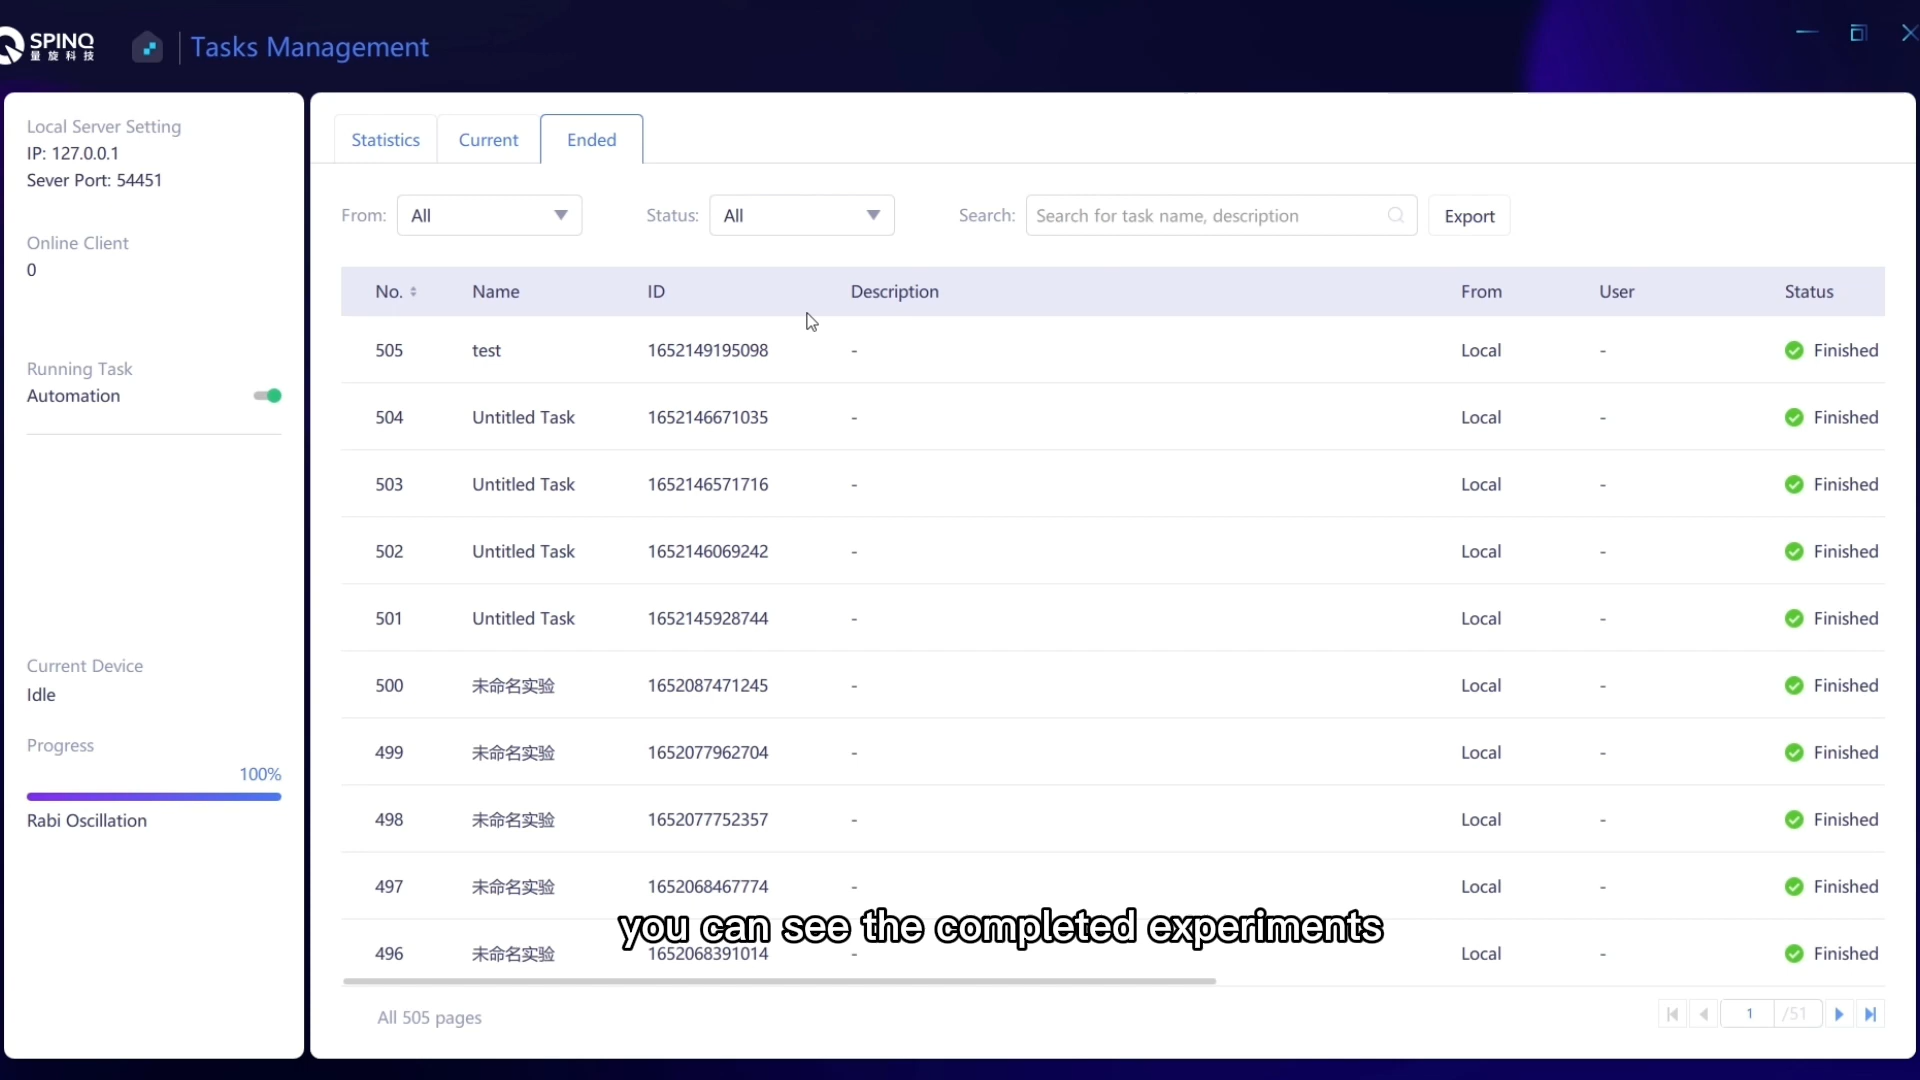 SPINQ
量旋科技
Tasks Management
Local Server Setting
IP: 127.0.0.1
Sever Port: 54451
Online Client
0
Running Task
Automation
Current Device
Idle
Progress
100%
Rabi Oscillation
Statistics Current Ended
From: All Status: All Search: Search for task name, description Export
No. Name ID Description From User Status
505 test 1652149195098 - Local - Finished
504 Untitled Task 1652146671035 - Local - Finished
503 Untitled Task 1652146571716 - Local - Finished
502 Untitled Task 1652146069242 - Local - Finished
501 Untitled Task 1652145928744 - Local - Finished
500 未命名实验 1652087471245 - Local - Finished
499 未命名实验 1652077962704 - Local - Finished
498 未命名实验 1652077752357 - Local - Finished
497 未命名实验 1652068467774 - Local - Finished
you can see the completed experiments
496 未命名实验 1652068391014 - Local - Finished
All 505 pages
1 /51